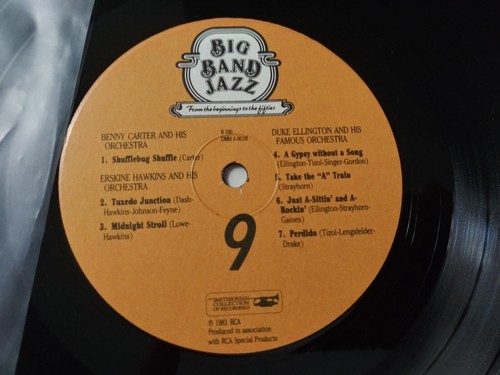 BIG
BAND
JAZZ
From the beginnings to the fifties
BENNY CARTER AND HIS
ORCHESTRA
1. Shufflebug Shuffle (Carter)
ERSKINE HAWKINS AND HIS
ORCHESTRA
2. Tuxedo Junction (Dash-
Hawkins-Johnson-Feyne)
3. Midnight Stroll (Lowe-
Hawkins)
R 030
DUKE ELLINGTON AND HIS
FAMOUS ORCHESTRA
4. A Gypsy without a Song
(Ellington-Tizol-Singer-Gordon)
5. Take the "A" Train
(Strayhorn)
6. Just A-Sittin' and A-
Rockin' (Ellington-Strayhorn-
Gaines)
7. Perdido (Tizol-Lengsfelder-
Drake)
9
THE SMITHSONIAN
COLLECTION
OF RECORDINGS
℗ 1983 RCA
Produced in association
with RCA Special Products